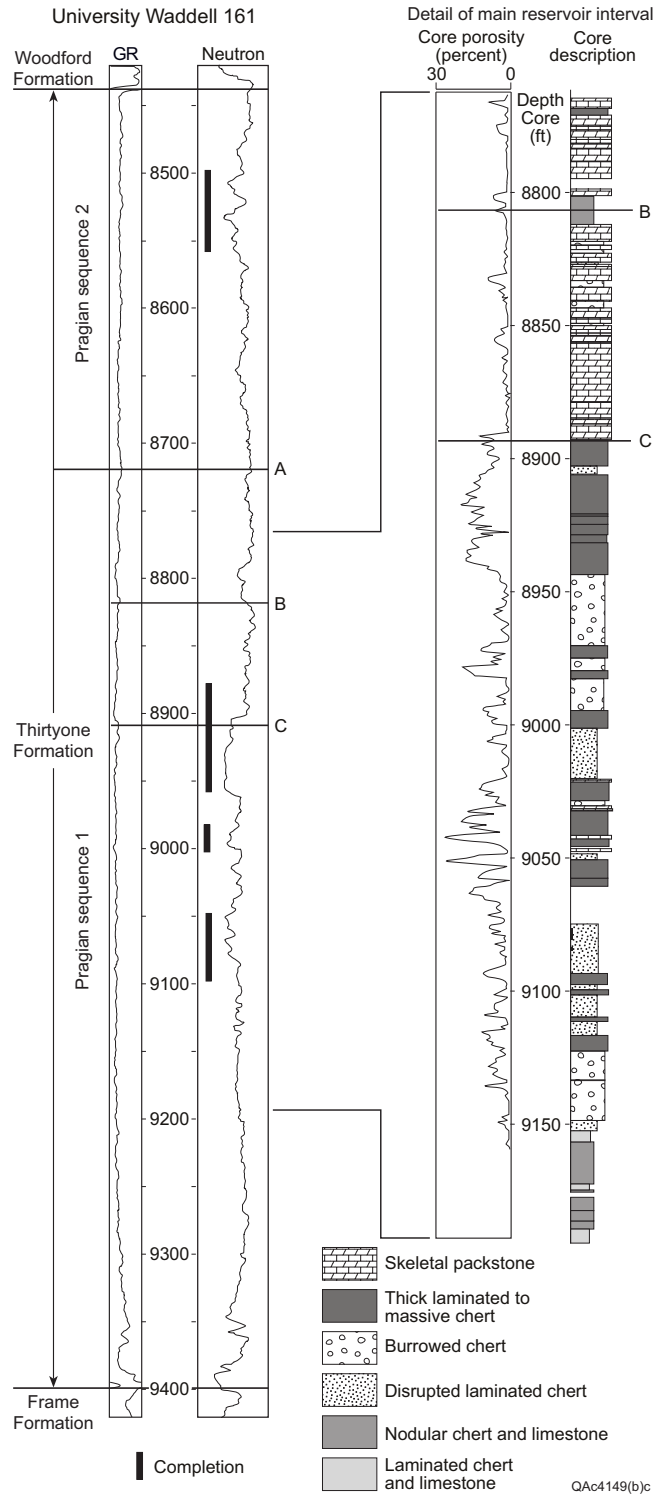 University Waddell 161
GR
Neutron
Woodford
Formation
8500
8600
Pragian sequence 2
8700
A
8800
B
8900
C
Thirtyone
Formation
9000
Pragian sequence 1
9100
9200
9300
9400
Frame
Formation
Completion
Detail of main reservoir interval
Core porosity
(percent)
30
0
Core
description
Depth
Core
(ft)
8800
B
8850
C
8900
8950
9000
9050
9100
9150
Skeletal packstone
Thick laminated to
massive chert
Burrowed chert
Disrupted laminated chert
Nodular chert and limestone
Laminated chert
and limestone
QAc4149(b)c